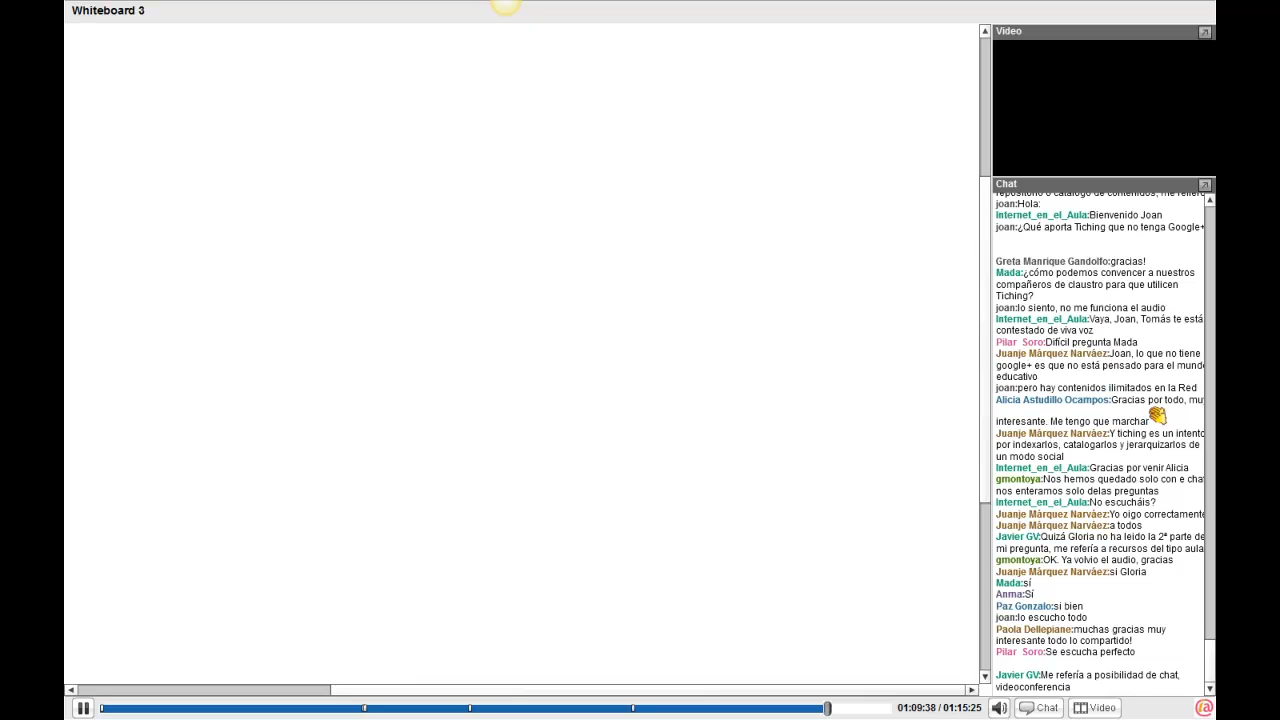 Whiteboard 3
Video
Chat
repositorio o catálogo de contenidos, me refiero
joan:Hola:
Internet_en_el_Aula:Bienvenido Joan
joan:¿Qué aporta Tiching que no tenga Google+
Greta Manrique Gandolfo:gracias!
Mada:¿cómo podemos convencer a nuestros
compañeros de claustro para que utilicen
Tiching?
joan:lo siento, no me funciona el audio
Internet_en_el_Aula:Vaya, Joan, Tomás te está
contestado de viva voz
Pilar Soro:Difícil pregunta Mada
Juanje Márquez Narváez:Joan, lo que no tiene
google+ es que no está pensado para el mundo
educativo
joan:pero hay contenidos ilimitados en la Red
Alicia Astudillo Ocampos:Gracias por todo, muy
interesante. Me tengo que marchar
Juanje Márquez Narváez:Y tiching es un intento
por indexarlos, catalogarlos y jerarquizarlos de
un modo social
Internet_en_el_Aula:Gracias por venir Alicia
gmontoya:Nos hemos quedado solo con e chat
nos enteramos solo delas preguntas
Internet_en_el_Aula:No escucháis?
Juanje Márquez Narváez:Yo oigo correctamente
Juanje Márquez Narváez:a todos
Javier GV:Quizá Gloria no ha leido la 2ª parte de
mi pregunta, me refería a recursos del tipo aula
gmontoya:OK. Ya volvio el audio, gracias
Juanje Márquez Narváez:si Gloria
Mada:sí
Anma:Sí
Paz Gonzalo:si bien
joan:lo escucho todo
Paola Dellepiane:muchas gracias muy
interesante todo lo compartido!
Pilar Soro:Se escucha perfecto
Javier GV:Me refería a posibilidad de chat,
videoconferencia
01:09:38 / 01:15:25
Chat
Video